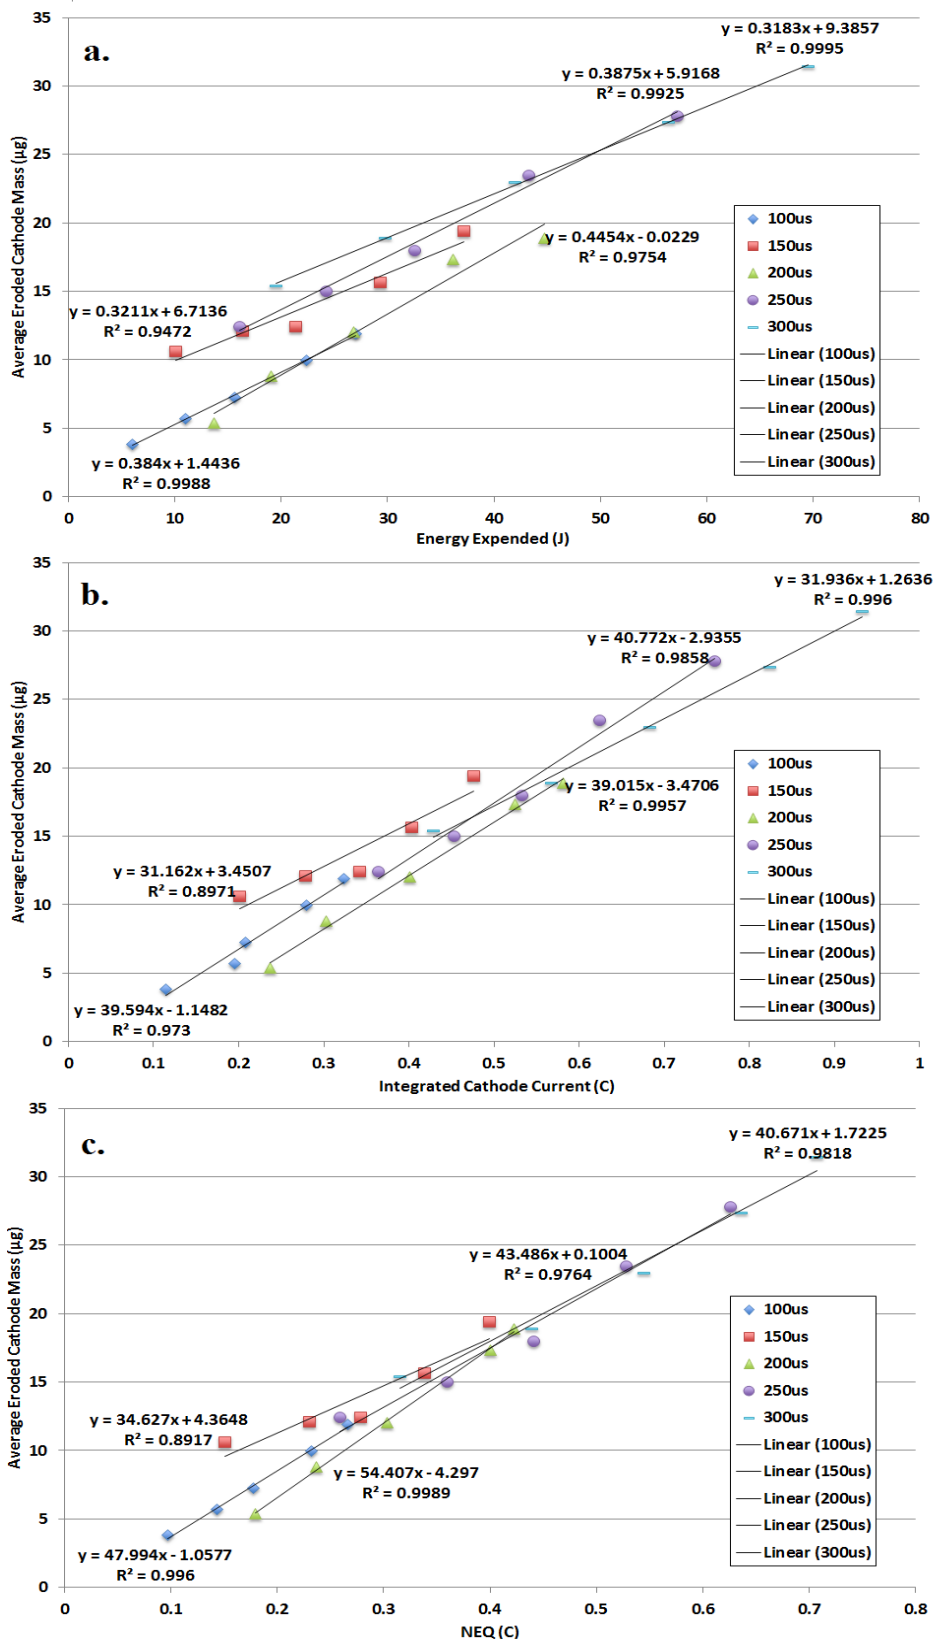 a.
y = 0.3183x + 9.3857
R² = 0.9995
y = 0.3875x + 5.9168
R² = 0.9925
y = 0.4454x - 0.0229
R² = 0.9754
y = 0.3211x + 6.7136
R² = 0.9472
y = 0.384x + 1.4436
R² = 0.9988
35
30
25
20
15
10
5
0
Average Eroded Cathode Mass (µg)
100us
150us
200us
250us
300us
Linear (100us)
Linear (150us)
Linear (200us)
Linear (250us)
Linear (300us)
0 10 20 30 40 50 60 70 80
Energy Expended (J)
b.
y = 31.936x + 1.2636
R² = 0.996
y = 40.772x - 2.9355
R² = 0.9858
y = 39.015x - 3.4706
R² = 0.9957
y = 31.162x + 3.4507
R² = 0.8971
y = 39.594x - 1.1482
R² = 0.973
35
30
25
20
15
10
5
0
Average Eroded Cathode Mass (µg)
100us
150us
200us
250us
300us
Linear (100us)
Linear (150us)
Linear (200us)
Linear (250us)
Linear (300us)
0 0.1 0.2 0.3 0.4 0.5 0.6 0.7 0.8 0.9 1
Integrated Cathode Current (C)
c.
y = 40.671x + 1.7225
R² = 0.9818
y = 43.486x + 0.1004
R² = 0.9764
y = 34.627x + 4.3648
R² = 0.8917
y = 54.407x - 4.297
R² = 0.9989
y = 47.994x - 1.0577
R² = 0.996
35
30
25
20
15
10
5
0
Average Eroded Cathode Mass (µg)
100us
150us
200us
250us
300us
Linear (100us)
Linear (150us)
Linear (200us)
Linear (250us)
Linear (300us)
0 0.1 0.2 0.3 0.4 0.5 0.6 0.7 0.8
NEQ (C)